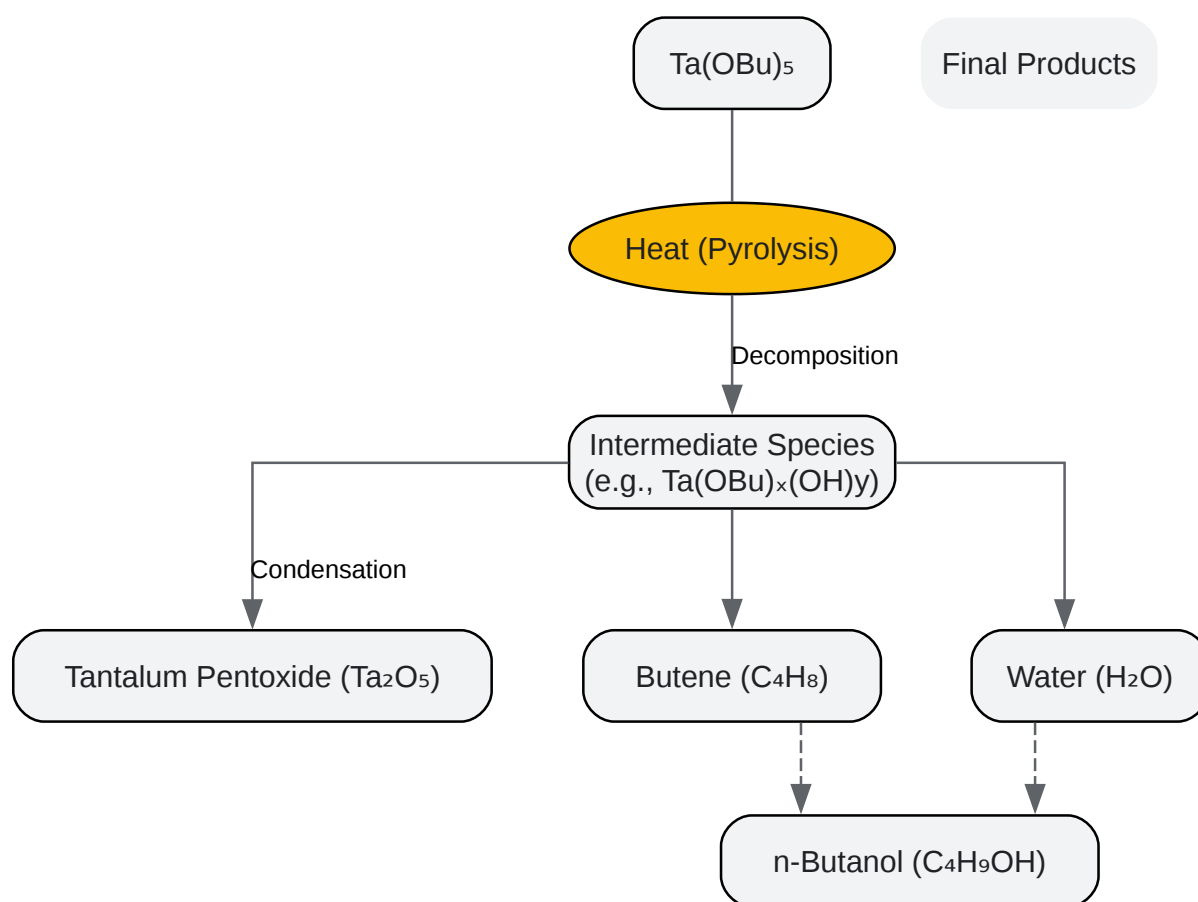 Ta(OBu)₅
Final Products
Heat (Pyrolysis)
Decomposition
Intermediate Species
(e.g., Ta(OBu)ₓ(OH)y)
Condensation
Tantalum Pentoxide (Ta₂O₅)
Butene (C₄H₈)
Water (H₂O)
n-Butanol (C₄H₉OH)